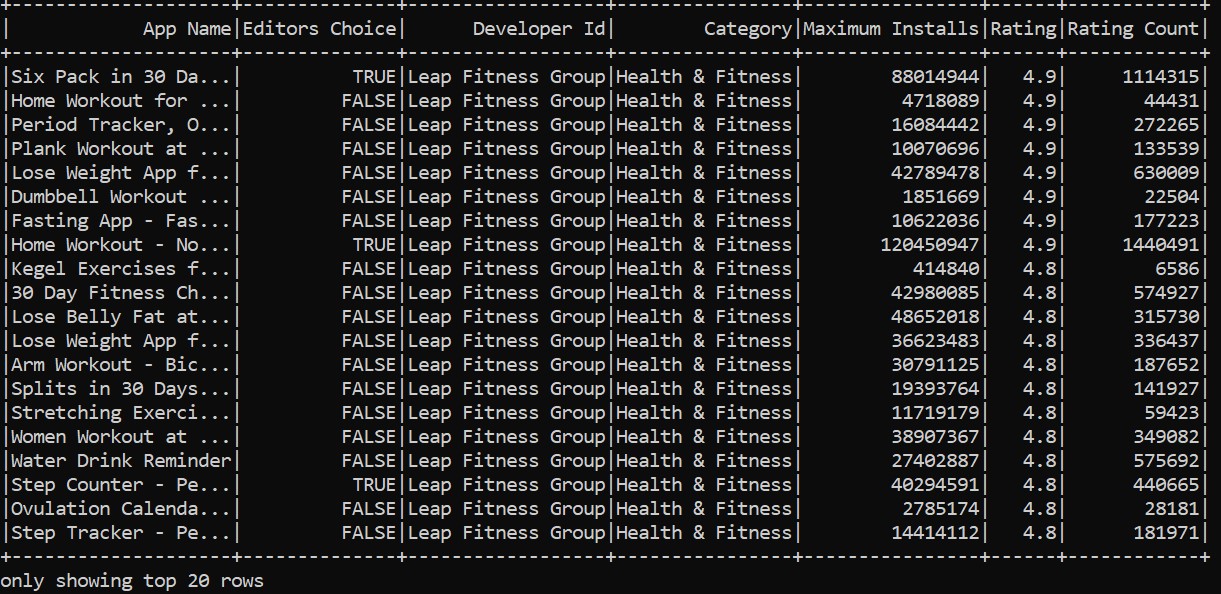 +--------------------+--------------+------------------+----------------+----------------+------+------------+
|            App Name|Editors Choice|      Developer Id|        Category|Maximum Installs|Rating|Rating Count|
+--------------------+--------------+------------------+----------------+----------------+------+------------+
|Six Pack in 30 Da...|          TRUE|Leap Fitness Group|Health & Fitness|        88014944|   4.9|     1114315|
|Home Workout for ...|         FALSE|Leap Fitness Group|Health & Fitness|         4718089|   4.9|       44431|
|Period Tracker, O...|         FALSE|Leap Fitness Group|Health & Fitness|        16084442|   4.9|      272265|
|Plank Workout at ...|         FALSE|Leap Fitness Group|Health & Fitness|        10070696|   4.9|      133539|
|Lose Weight App f...|         FALSE|Leap Fitness Group|Health & Fitness|        42789478|   4.9|      630009|
|Dumbbell Workout ...|         FALSE|Leap Fitness Group|Health & Fitness|         1851669|   4.9|       22504|
|Fasting App - Fas...|         FALSE|Leap Fitness Group|Health & Fitness|        10622036|   4.9|      177223|
|Home Workout - No...|          TRUE|Leap Fitness Group|Health & Fitness|       120450947|   4.9|     1440491|
|Kegel Exercises f...|         FALSE|Leap Fitness Group|Health & Fitness|          414840|   4.8|        6586|
|30 Day Fitness Ch...|         FALSE|Leap Fitness Group|Health & Fitness|        42980085|   4.8|      574927|
|Lose Belly Fat at...|         FALSE|Leap Fitness Group|Health & Fitness|        48652018|   4.8|      315730|
|Lose Weight App f...|         FALSE|Leap Fitness Group|Health & Fitness|        36623483|   4.8|      336437|
|Arm Workout - Bic...|         FALSE|Leap Fitness Group|Health & Fitness|        30791125|   4.8|      187652|
|Splits in 30 Days...|         FALSE|Leap Fitness Group|Health & Fitness|        19393764|   4.8|      141927|
|Stretching Exerci...|         FALSE|Leap Fitness Group|Health & Fitness|        11719179|   4.8|       59423|
|Women Workout at ...|         FALSE|Leap Fitness Group|Health & Fitness|        38907367|   4.8|      349082|
|Water Drink Reminder|         FALSE|Leap Fitness Group|Health & Fitness|        27402887|   4.8|      575692|
|Step Counter - Pe...|          TRUE|Leap Fitness Group|Health & Fitness|        40294591|   4.8|      440665|
|Ovulation Calenda...|         FALSE|Leap Fitness Group|Health & Fitness|         2785174|   4.8|       28181|
|Step Tracker - Pe...|         FALSE|Leap Fitness Group|Health & Fitness|        14414112|   4.8|      181971|
+--------------------+--------------+------------------+----------------+----------------+------+------------+
only showing top 20 rows